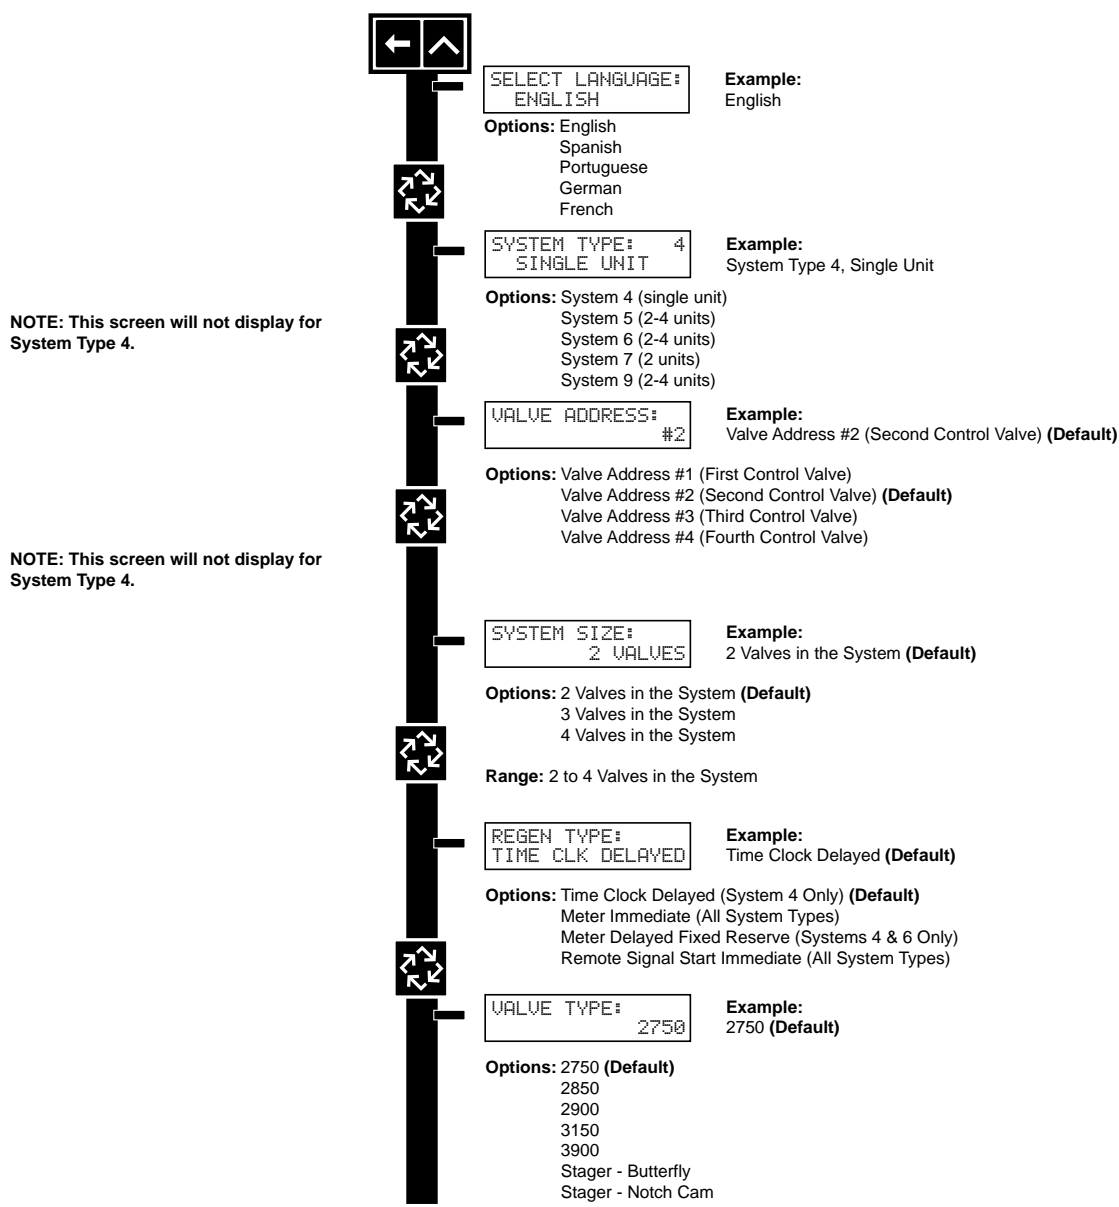 SELECT LANGUAGE:
ENGLISH
Example:
English
Options: English
Spanish
Portuguese
German
French
SYSTEM TYPE: 4
SINGLE UNIT
Example:
System Type 4, Single Unit
Options: System 4 (single unit)
System 5 (2-4 units)
System 6 (2-4 units)
System 7 (2 units)
System 9 (2-4 units)
NOTE: This screen will not display for
System Type 4.
VALVE ADDRESS:
#2
Example:
Valve Address #2 (Second Control Valve) (Default)
Options: Valve Address #1 (First Control Valve)
Valve Address #2 (Second Control Valve) (Default)
Valve Address #3 (Third Control Valve)
Valve Address #4 (Fourth Control Valve)
NOTE: This screen will not display for
System Type 4.
SYSTEM SIZE:
2 VALVES
Example:
2 Valves in the System (Default)
Options: 2 Valves in the System (Default)
3 Valves in the System
4 Valves in the System
Range: 2 to 4 Valves in the System
REGEN TYPE:
TIME CLK DELAYED
Example:
Time Clock Delayed (Default)
Options: Time Clock Delayed (System 4 Only) (Default)
Meter Immediate (All System Types)
Meter Delayed Fixed Reserve (Systems 4 & 6 Only)
Remote Signal Start Immediate (All System Types)
VALVE TYPE:
2750
Example:
2750 (Default)
Options: 2750 (Default)
2850
2900
3150
3900
Stager - Butterfly
Stager - Notch Cam